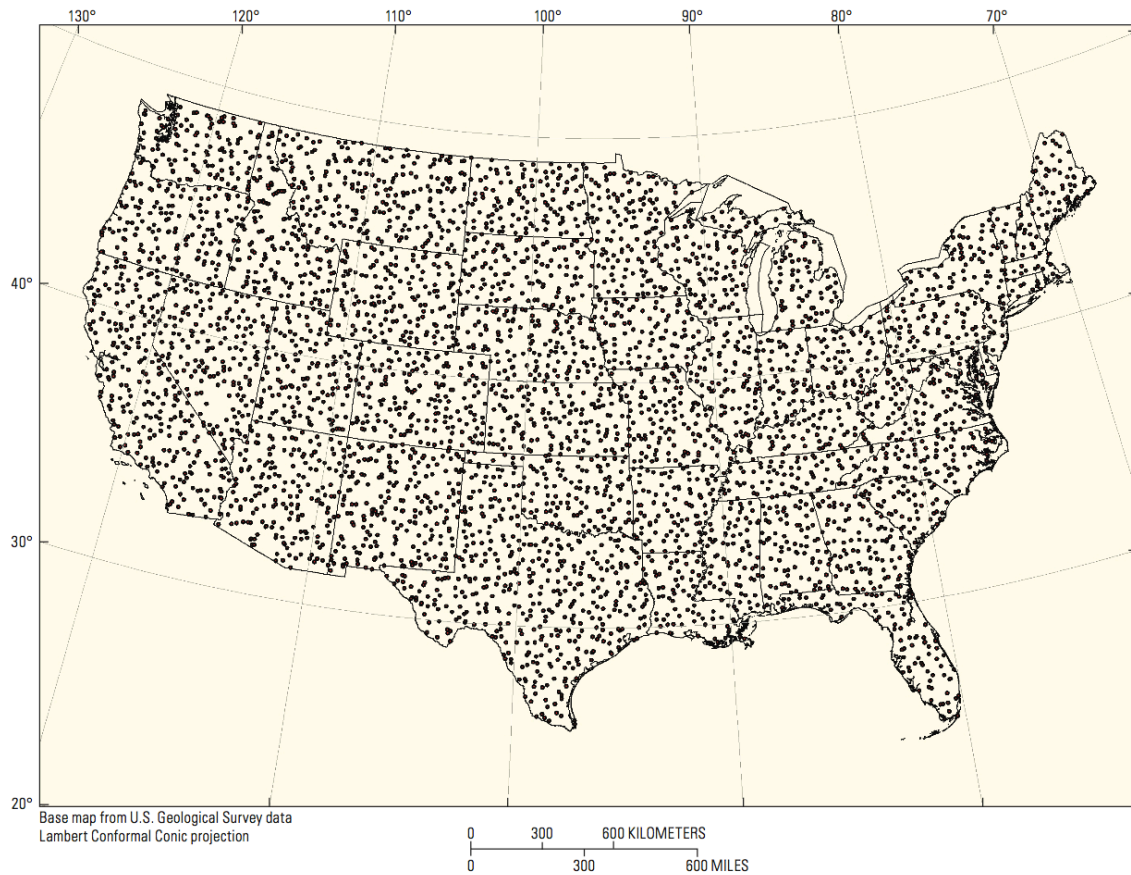 130° 120° 110° 100° 90° 80° 70°
40°
30°
20°
Base map from U.S. Geological Survey data
Lambert Conformal Conic projection
0 300 600 KILOMETERS
0 300 600 MILES